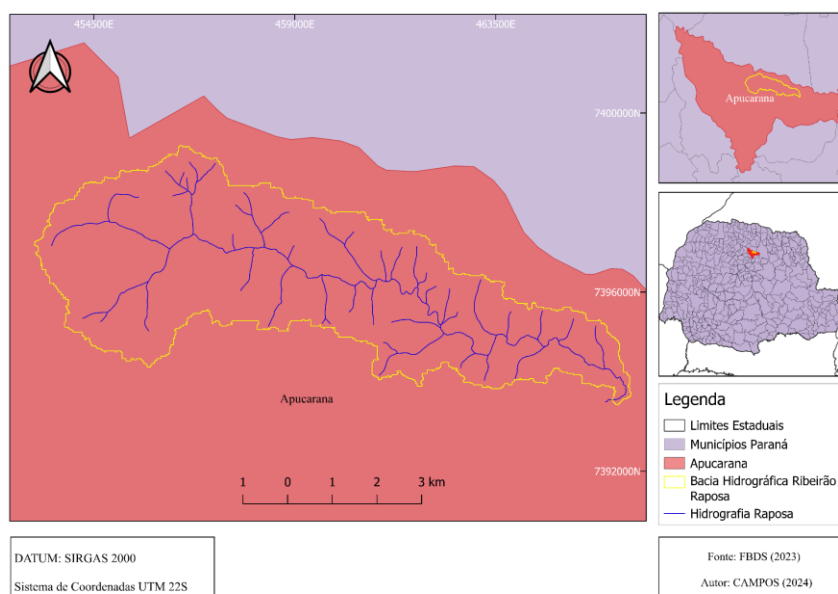 454500E
459000E
463500E
7400000N
7396000N
7392000N
Apucarana
1 0 1 2 3 km
Apucarana
Legenda
Limites Estaduais
Municípios Paraná
Apucarana
Bacia Hidrográfica Ribeirão
Raposa
Hidrografia Raposa
DATUM: SIRGAS 2000
Sistema de Coordenadas UTM 22S
Fonte: FBDS (2023)
Autor: CAMPOS (2024)